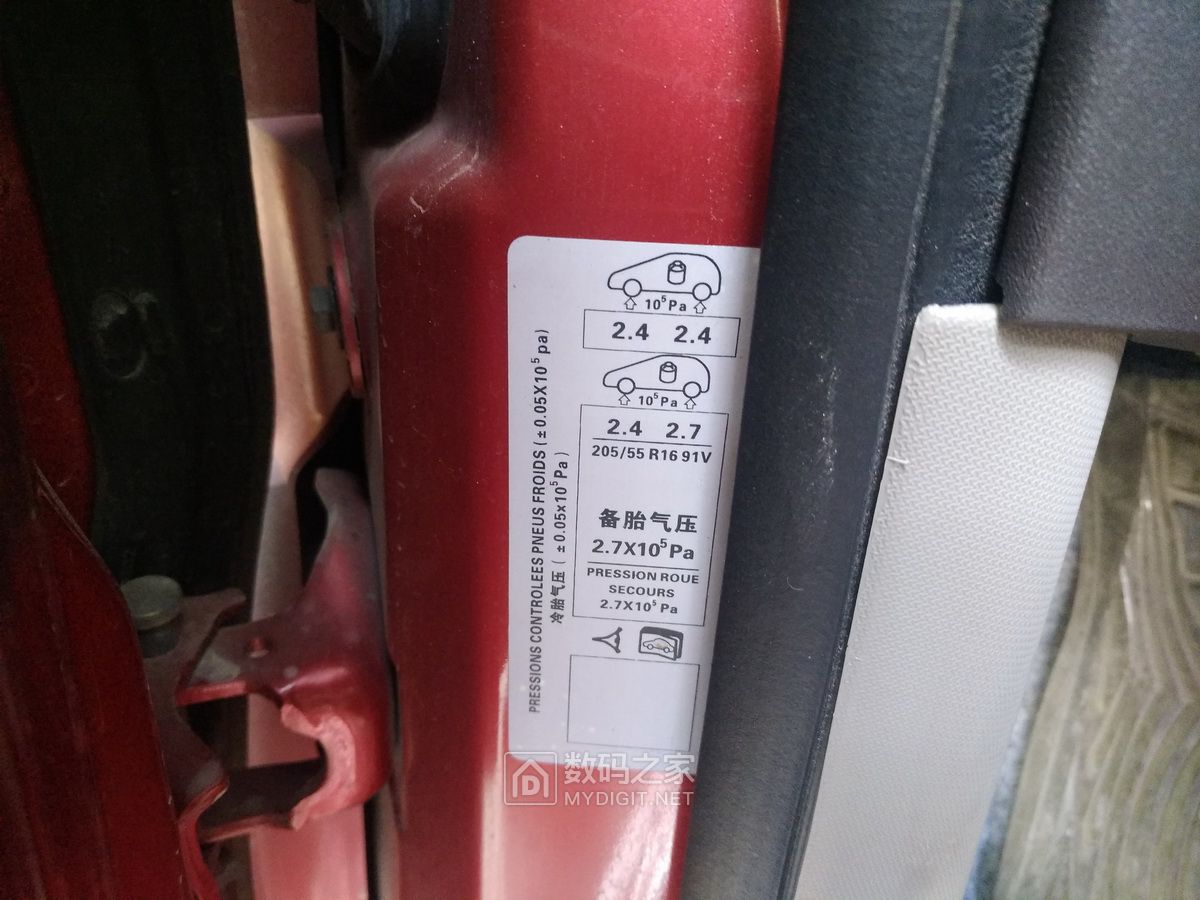 10⁵Pa
2.4 2.4
10⁵Pa
2.4 2.7
205/55 R16 91V
备胎气压
2.7X10⁵Pa
PRESSION ROUE
SECOURS
2.7X10⁵Pa
PRESSIONS CONTROLEES PNEUS FROIDS (±0.05X10⁵pa)
冷胎气压 (±0.05x10⁵Pa)
数码之家
MYDIGIT.NET